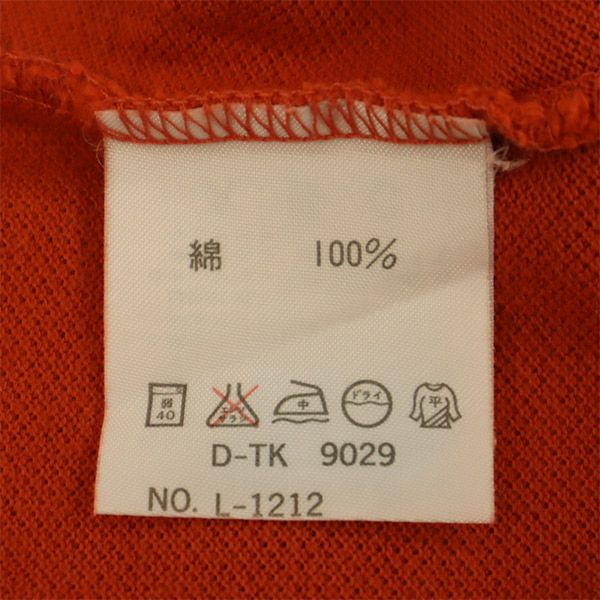 綿 100%
弱 40 エンソ サラシ 中 ドライ 平
D-TK 9029
NO. L-1212